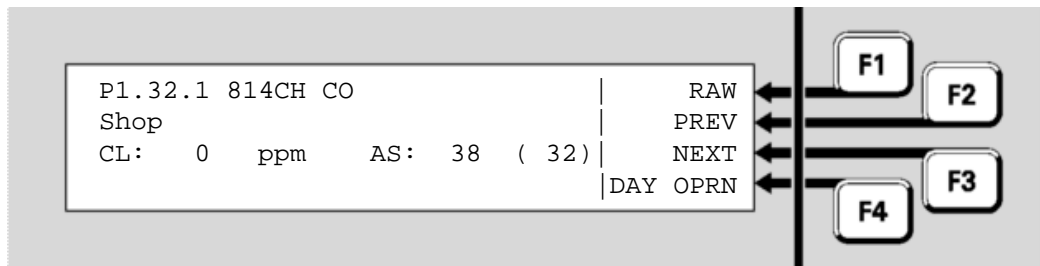 P1.32.1 814CH CO | RAW
Shop | PREV
CL: 0 ppm AS: 38 ( 32)| NEXT
|DAY OPRN
F1
F2
F3
F4